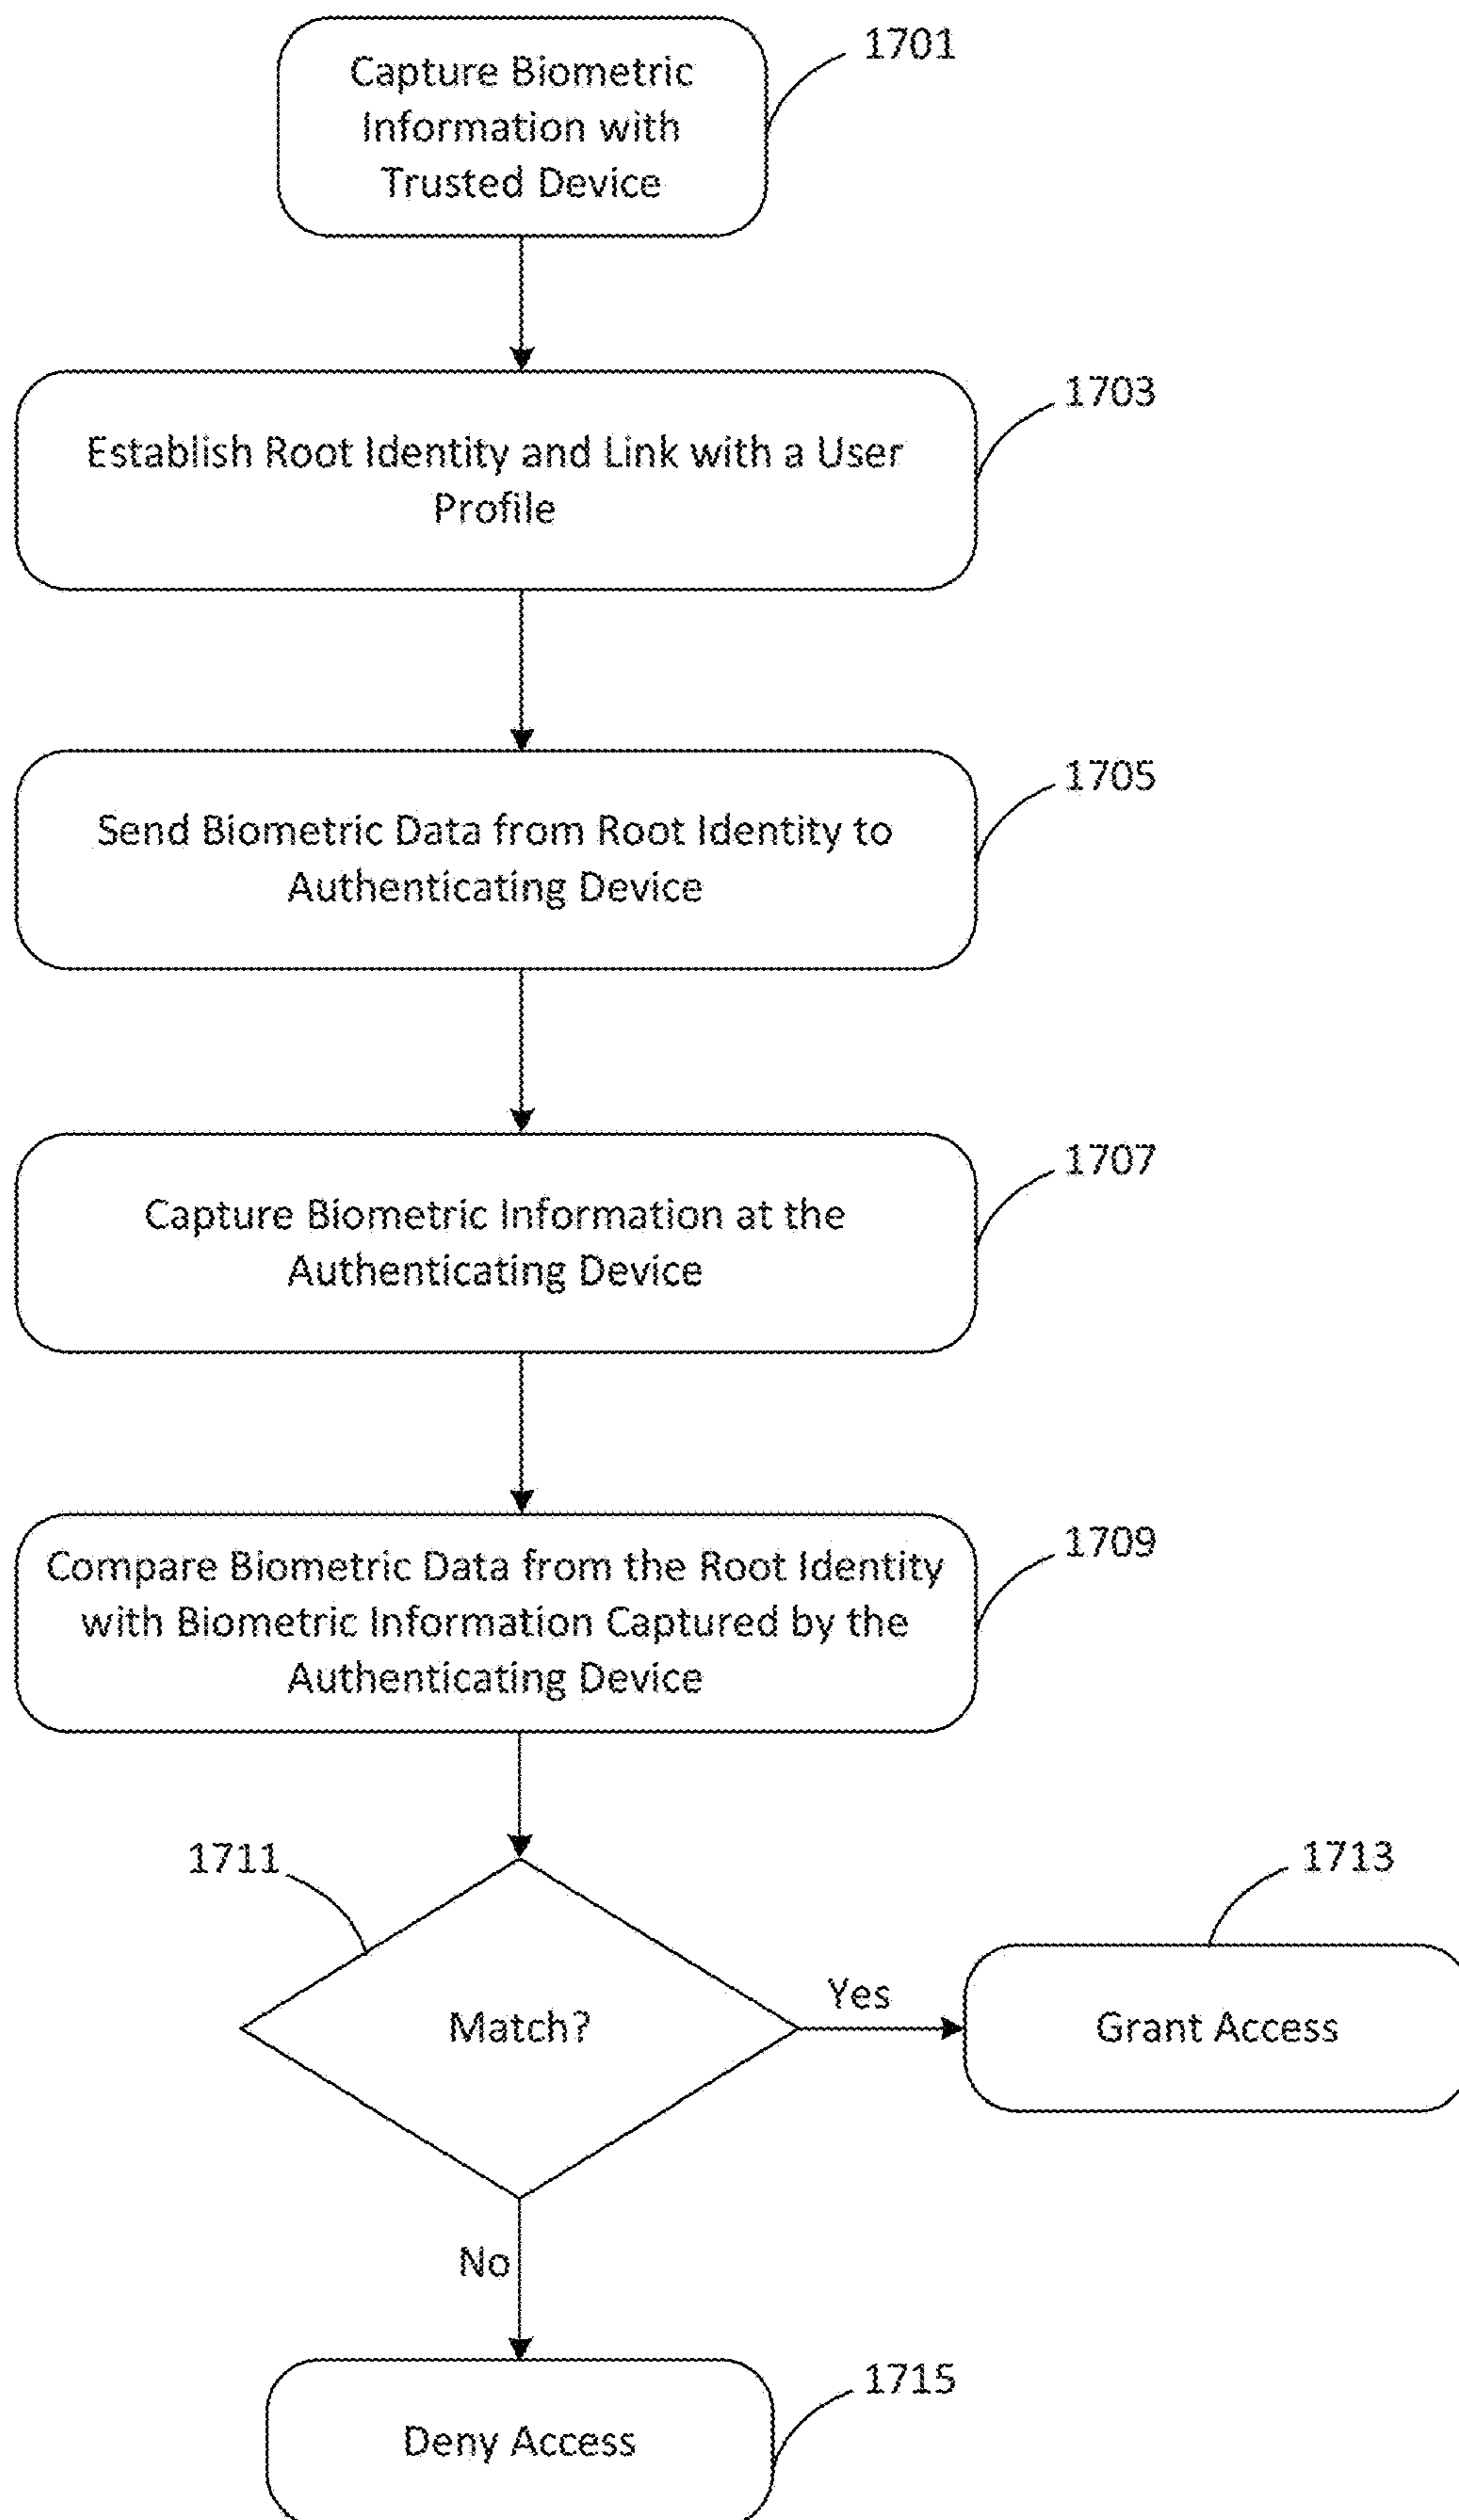 1701
Capture Biometric
Information with
Trusted Device
1703
Establish Root Identity and Link with a User
Profile
1705
Send Biometric Data from Root Identity to
Authenticating Device
1707
Capture Biometric Information at the
Authenticating Device
1709
Compare Biometric Data from the Root Identity
with Biometric Information Captured by the
Authenticating Device
1711
1713
Match?
Yes
Grant Access
No
1715
Deny Access